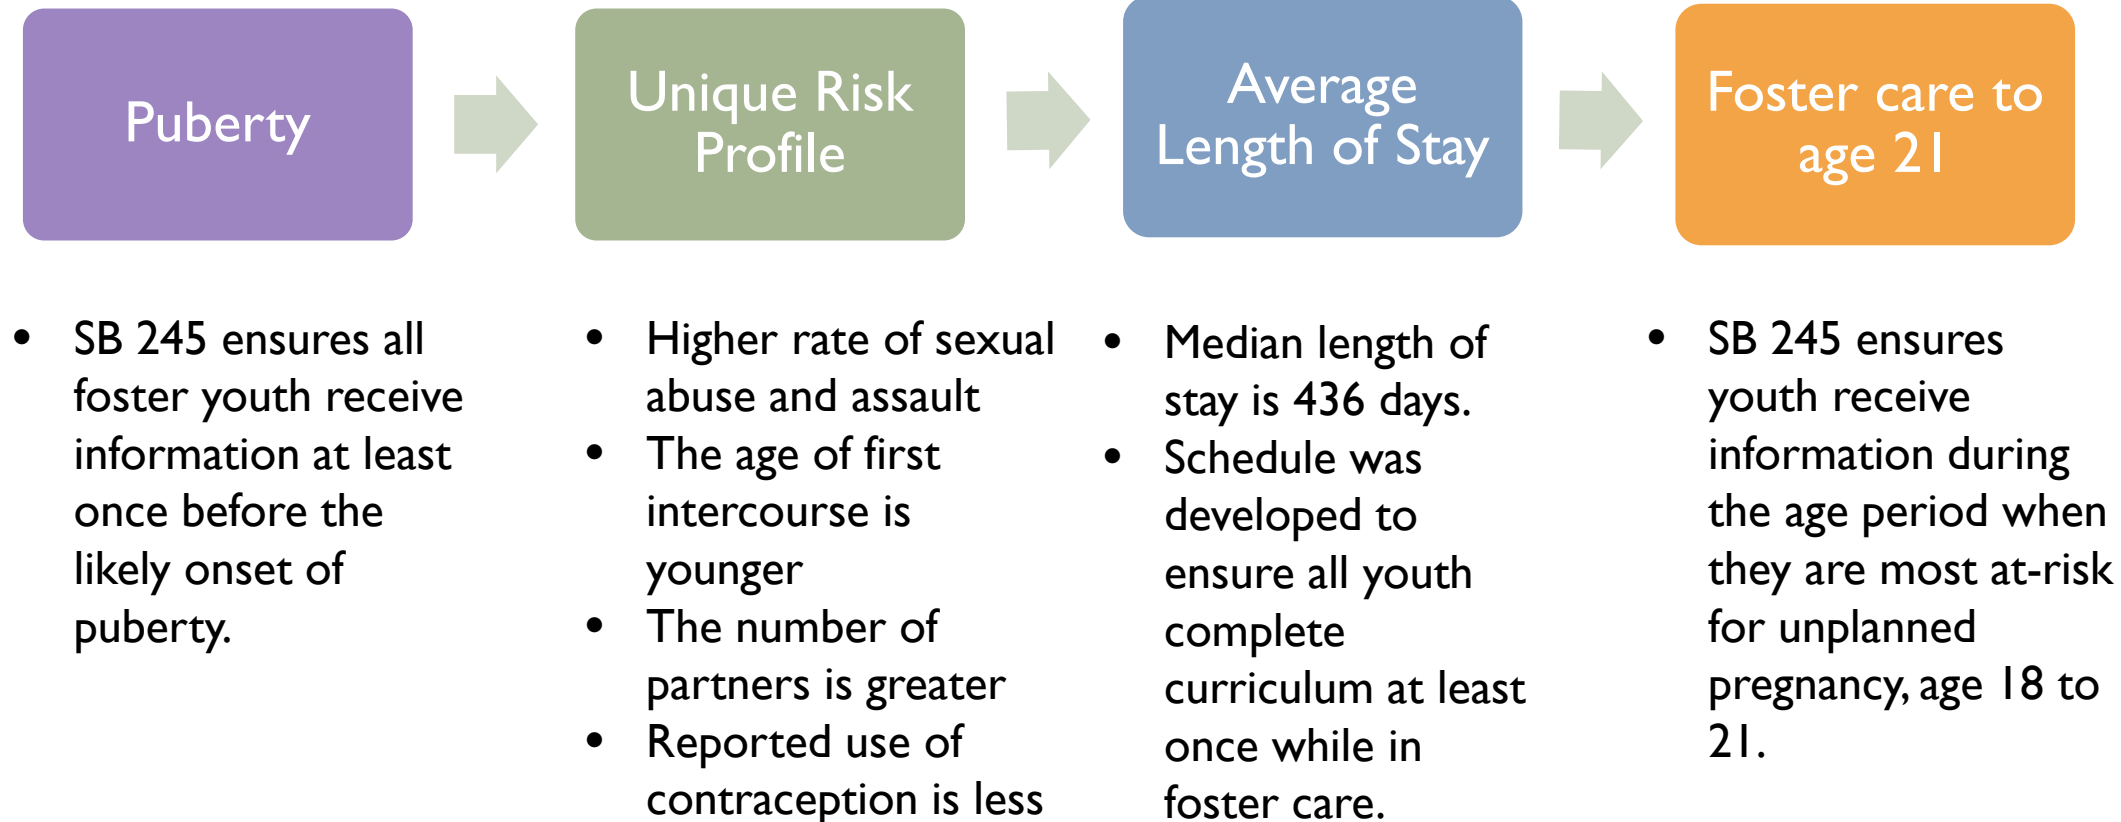 Puberty
Unique Risk
Profile
Average
Length of Stay
Foster care to
age 21
• SB 245 ensures all
foster youth receive
information at least
once before the
likely onset of
puberty.
• Higher rate of sexual
abuse and assault
• The age of first
intercourse is
younger
• The number of
partners is greater
• Reported use of
contraception is less
• Median length of
stay is 436 days.
• Schedule was
developed to
ensure all youth
complete
curriculum at least
once while in
foster care.
• SB 245 ensures
youth receive
information during
the age period when
they are most at-risk
for unplanned
pregnancy, age 18 to
21.